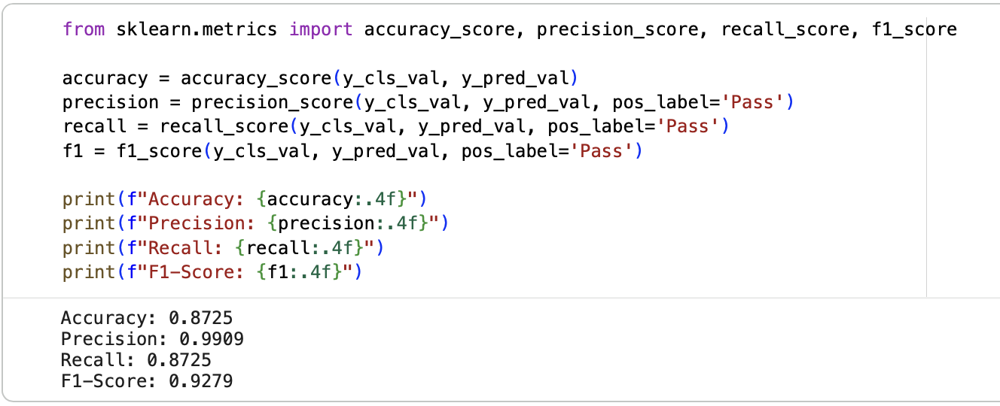 from sklearn.metrics import accuracy_score, precision_score, recall_score, f1_score
accuracy = accuracy_score(y_cls_val, y_pred_val)
precision = precision_score(y_cls_val, y_pred_val, pos_label='Pass')
recall = recall_score(y_cls_val, y_pred_val, pos_label='Pass')
f1 = f1_score(y_cls_val, y_pred_val, pos_label='Pass')
print(f"Accuracy: {accuracy:.4f}")
print(f"Precision: {precision:.4f}")
print(f"Recall: {recall:.4f}")
print(f"F1-Score: {f1:.4f}")
Accuracy: 0.8725
Precision: 0.9909
Recall: 0.8725
F1-Score: 0.9279